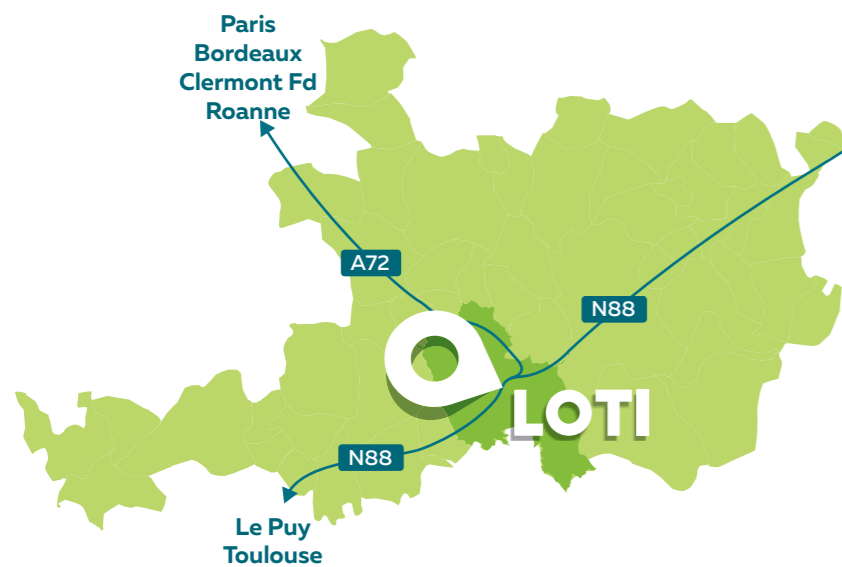 Paris
Bordeaux
Clermont Fd
Roanne
A72
N88
LOTI
N88
Le Puy
Toulouse